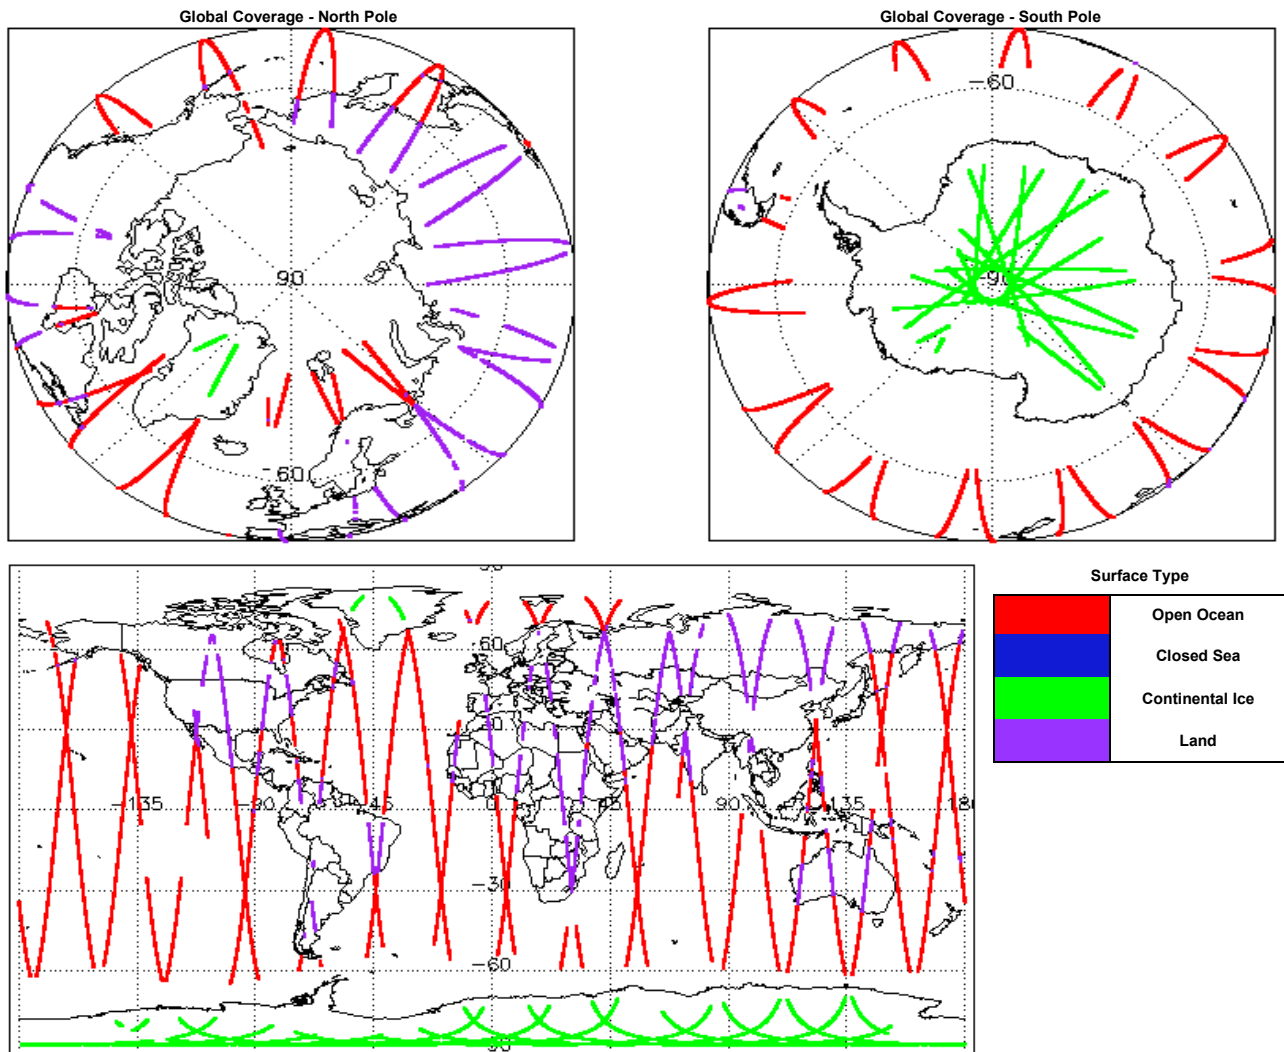 Global Coverage - North Pole
Global Coverage - South Pole
-60
90
-90
-60
60
-135
-90
-45
0
45
90
135
180
-30
-60
Surface Type
Open Ocean
Closed Sea
Continental Ice
Land